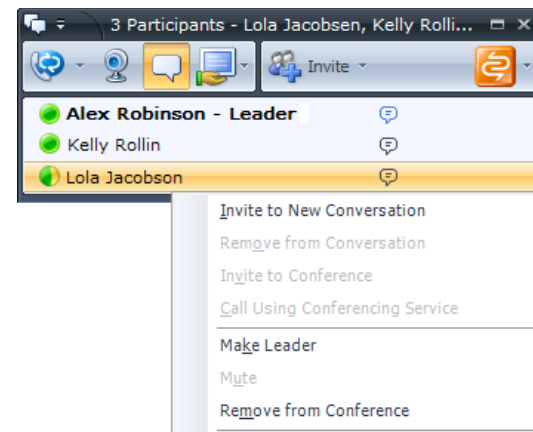 3 Participants - Lola Jacobsen, Kelly Rolli...
Invite
Alex Robinson - Leader
Kelly Rollin
Lola Jacobson
Invite to New Conversation
Remove from Conversation
Invite to Conference
Call Using Conferencing Service
Make Leader
Mute
Remove from Conference